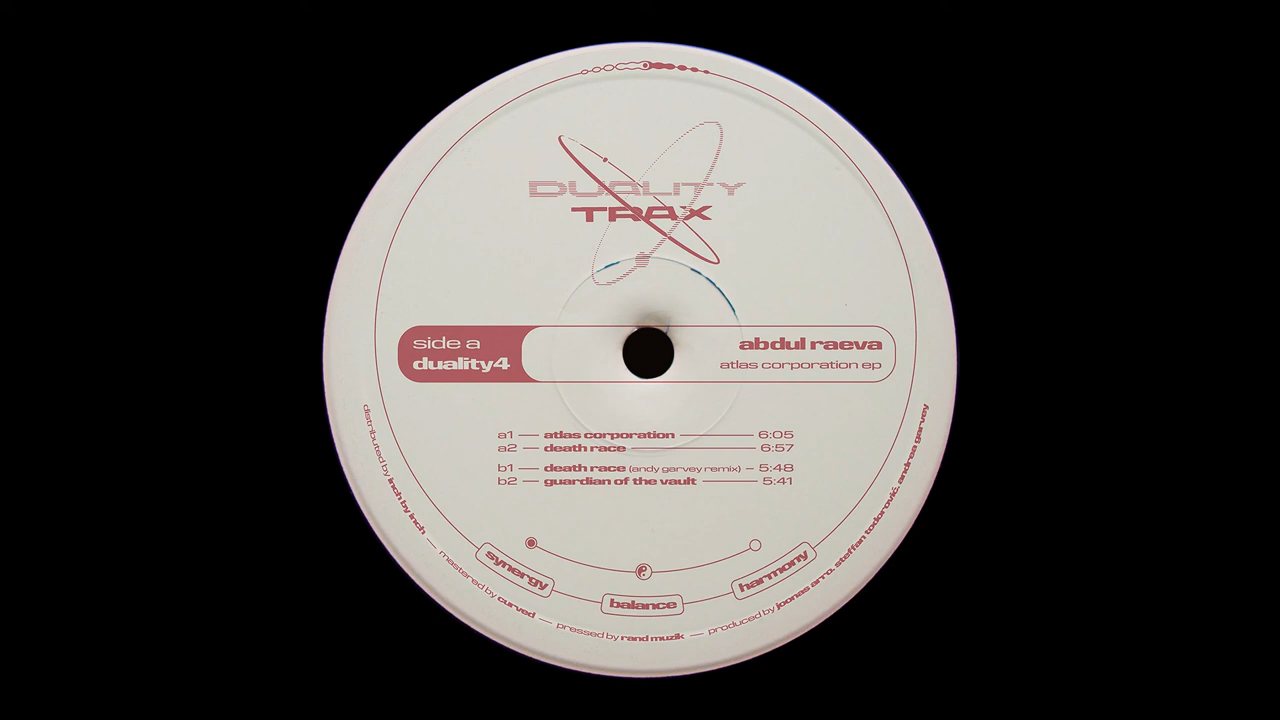 DUALITY
TRAX
side a
duality4
abdul raeva
atlas corporation ep
a1 — atlas corporation — 6:05
a2 — death race — 6:57
b1 — death race (andy garvey remix) — 5:48
b2 — guardian of the vault — 5:41
synergy
balance
harmony
distributed by inch by inch — mastered by curved — pressed by rand muzik — produced by joonas arro, steffan todorović, andrea garvey